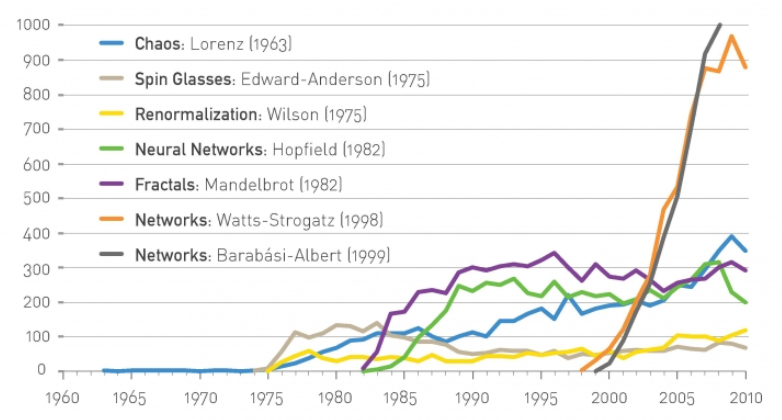 1000
900
800
700
600
500
400
300
200
100
0
Chaos: Lorenz (1963)
Spin Glasses: Edward-Anderson (1975)
Renormalization: Wilson (1975)
Neural Networks: Hopfield (1982)
Fractals: Mandelbrot (1982)
Networks: Watts-Strogatz (1998)
Networks: Barabási-Albert (1999)
1960 1965 1970 1975 1980 1985 1990 1995 2000 2005 2010